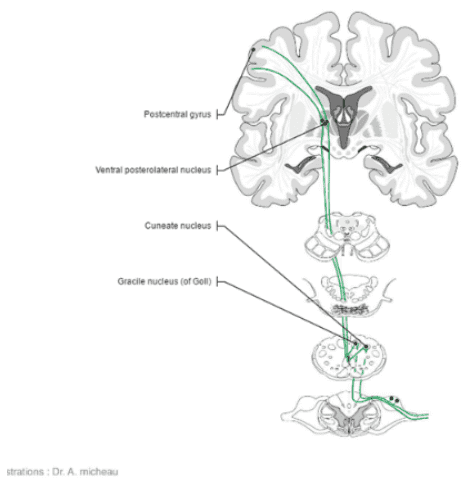 Postcentral gyrus
Ventral posterolateral nucleus
Cuneate nucleus
Gracile nucleus (of Goll)
strations : Dr. A. micheau